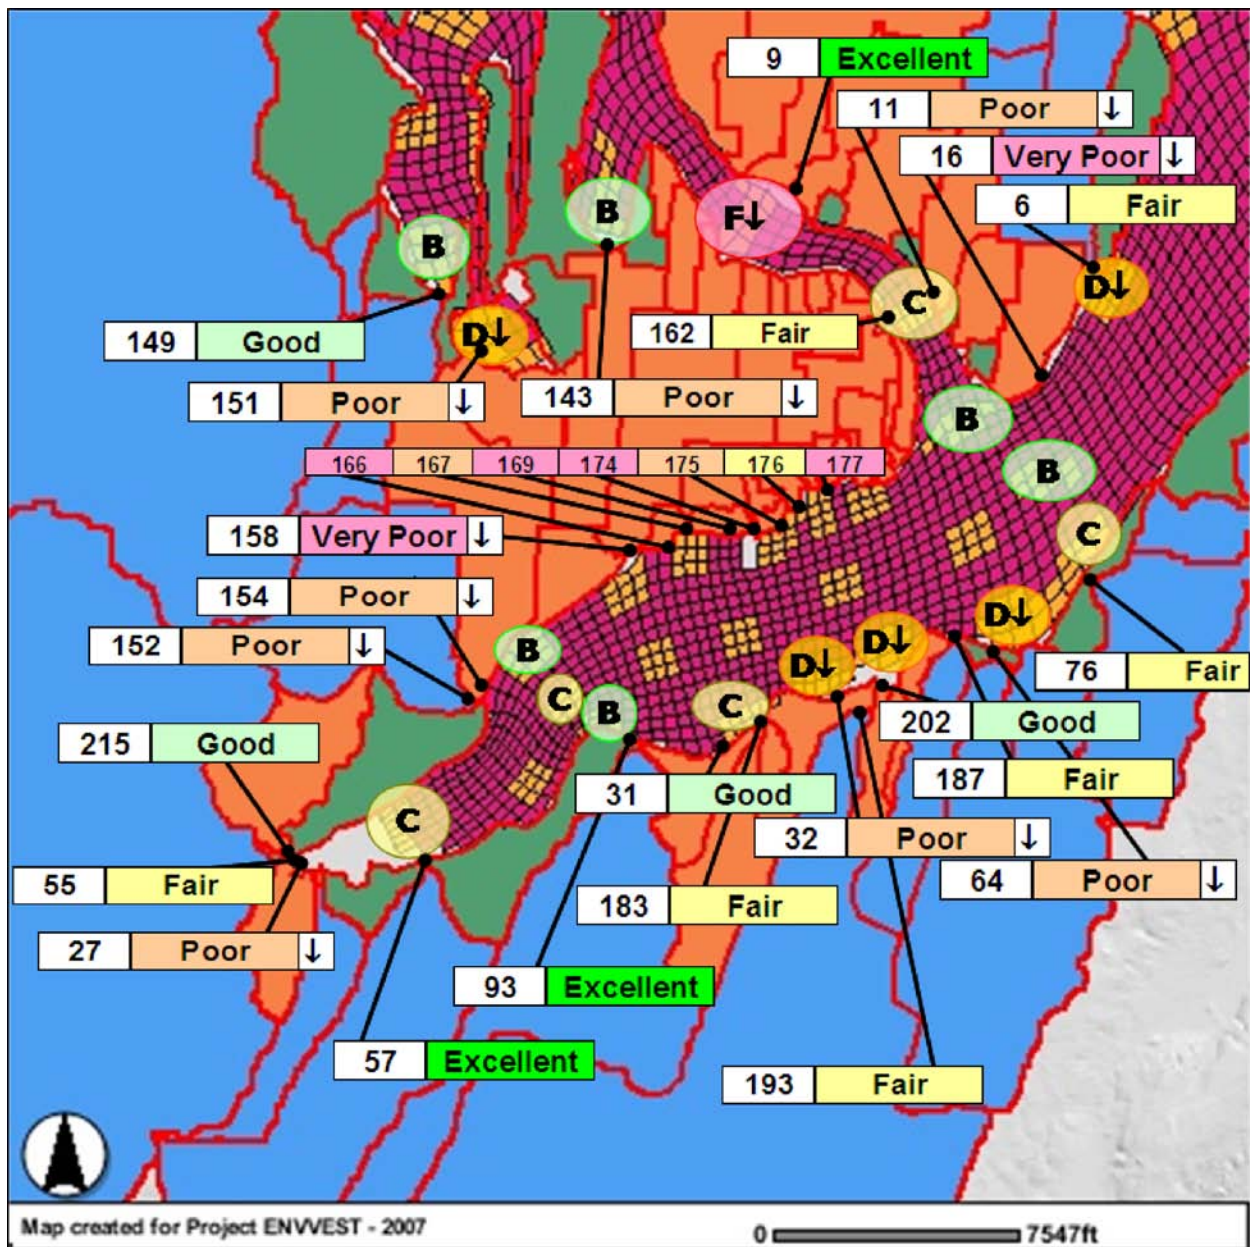 9 Excellent
11 Poor ↓
16 Very Poor ↓
6 Fair
B
F↓
B
D↓
C
162 Fair
149 Good
D↓
151 Poor ↓
143 Poor ↓
B
B
166 167 169 174 175 176 177
158 Very Poor ↓
C
154 Poor ↓
152 Poor ↓
D↓
D↓
B
D↓
76 Fair
C
B
C
202 Good
215 Good
187 Fair
31 Good
C
32 Poor ↓
55 Fair
64 Poor ↓
183 Fair
27 Poor ↓
93 Excellent
57 Excellent
193 Fair
Map created for Project ENVVEST - 2007
0 7547ft